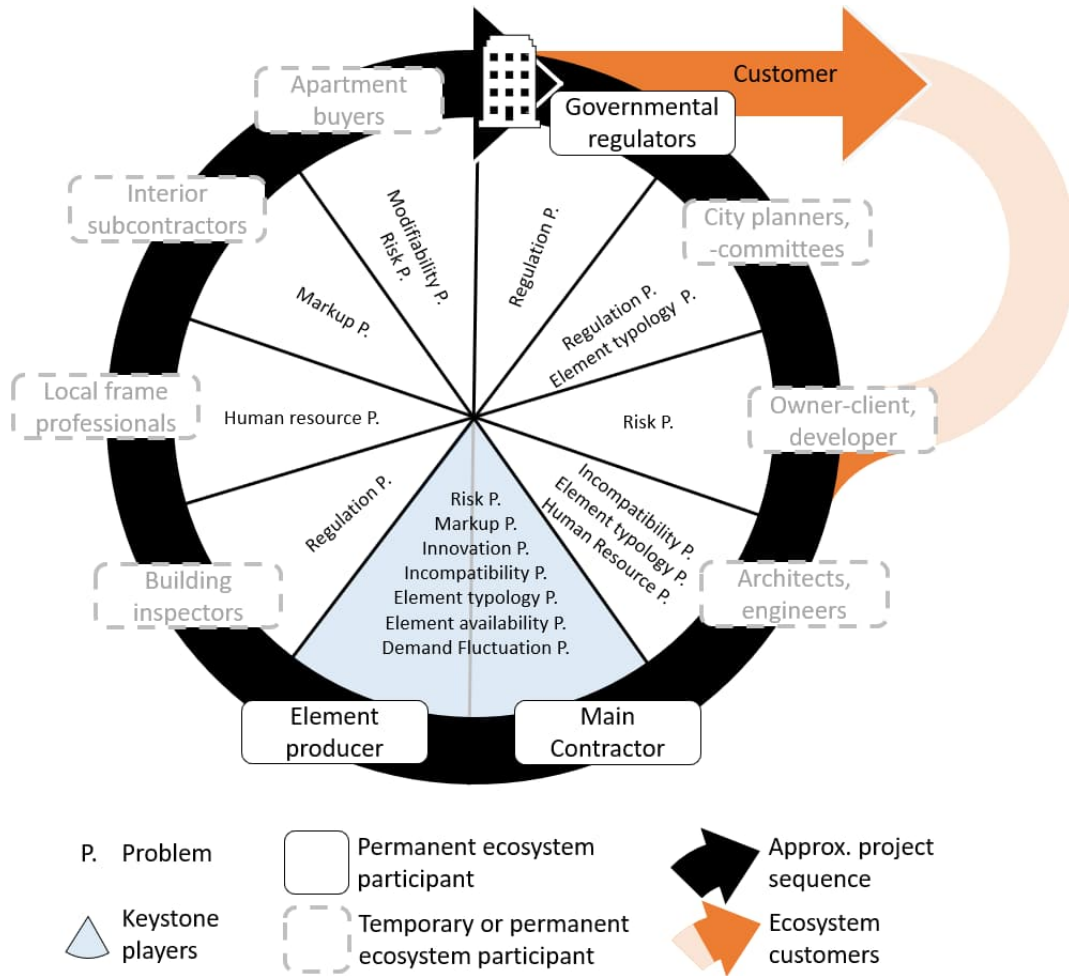 Customer
Governmental
regulators
City planners,
-committees
Owner-client,
developer
Architects,
engineers
Main
Contractor
Element
producer
Building
inspectors
Local frame
professionals
Interior
subcontractors
Apartment
buyers
Regulation P.
Regulation P.
Element typology P.
Risk P.
Incompatibility P.
Element typology P.
Human Resource P.
Risk P.
Markup P.
Innovation P.
Incompatibility P.
Element typology P.
Element availability P.
Demand Fluctuation P.
Regulation P.
Human resource P.
Markup P.
Modifiability P.
Risk P.
P. Problem
Keystone
players
Permanent ecosystem
participant
Temporary or permanent
ecosystem participant
Approx. project
sequence
Ecosystem
customers